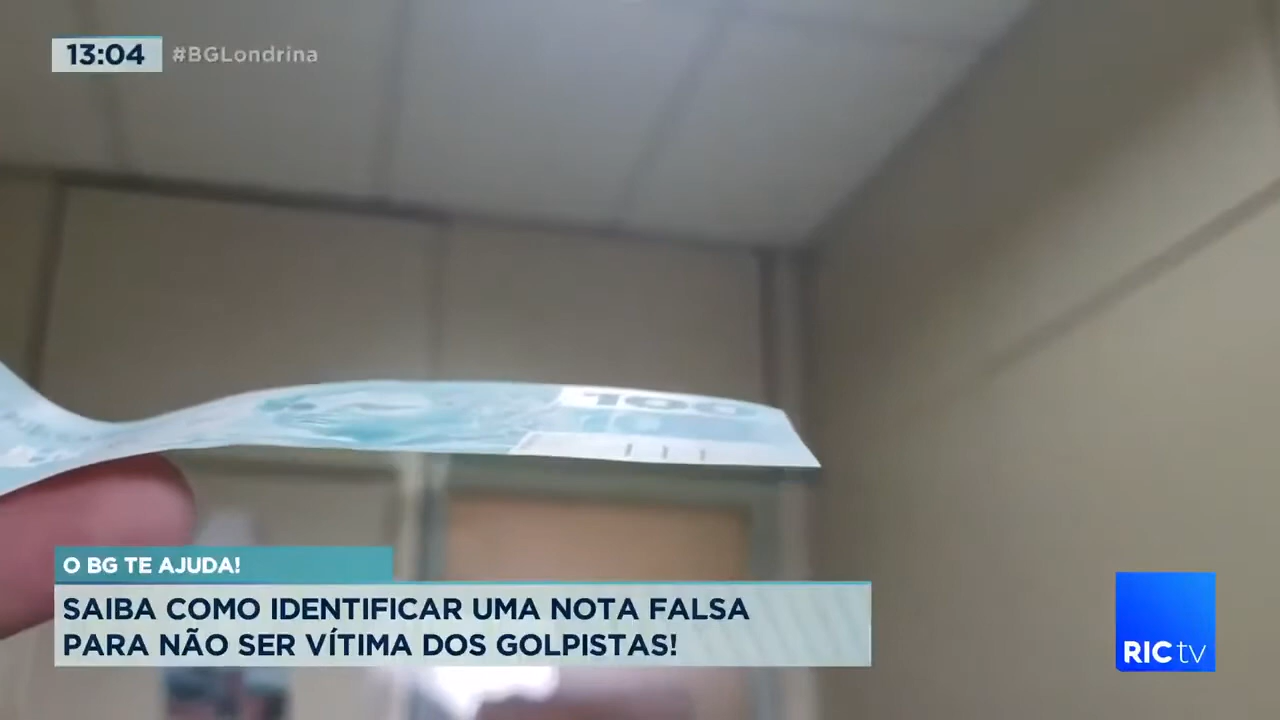 13:04 #BGLondrina
100
O BG TE AJUDA!
SAIBA COMO IDENTIFICAR UMA NOTA FALSA
PARA NÃO SER VÍTIMA DOS GOLPISTAS!
RIC tv